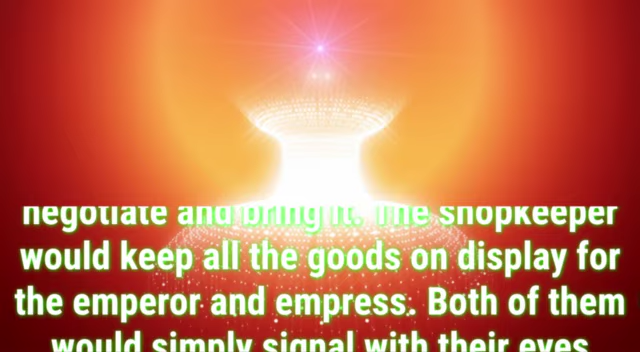 negotiate and bring it. The shopkeeper
would keep all the goods on display for
the emperor and empress. Both of them
would simply signal with their eyes